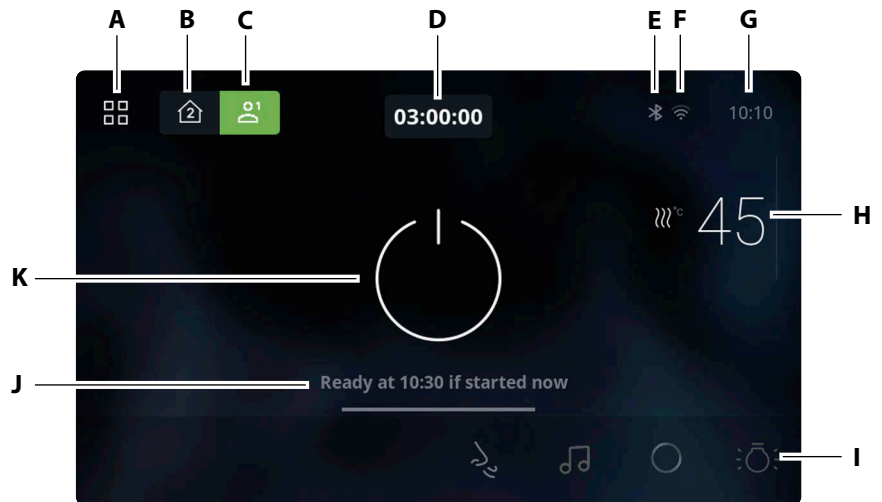 A B C D E F G
2 1 03:00:00 10:10
°C 45 H
K
J Ready at 10:30 if started now
I